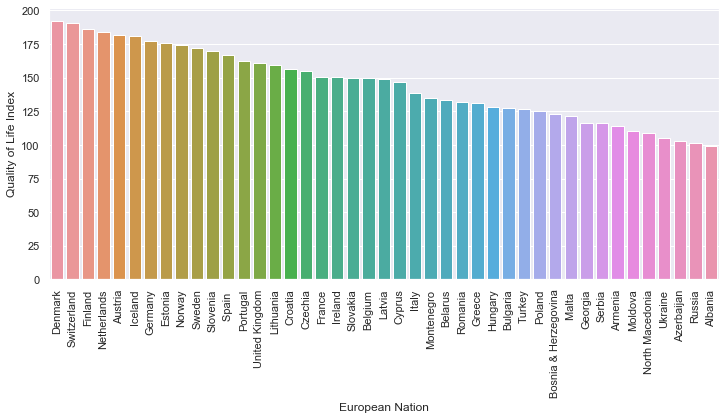 200
175
150
125
100
75
50
25
0
Quality of Life Index
Denmark
Switzerland
Finland
Netherlands
Austria
Iceland
Germany
Estonia
Norway
Sweden
Slovenia
Spain
Portugal
United Kingdom
Lithuania
Croatia
Czechia
France
Ireland
Slovakia
Belgium
Latvia
Cyprus
Italy
Montenegro
Belarus
Romania
Greece
Hungary
Bulgaria
Turkey
Poland
Bosnia & Herzegovina
Malta
Georgia
Serbia
Armenia
Moldova
North Macedonia
Ukraine
Azerbaijan
Russia
Albania
European Nation